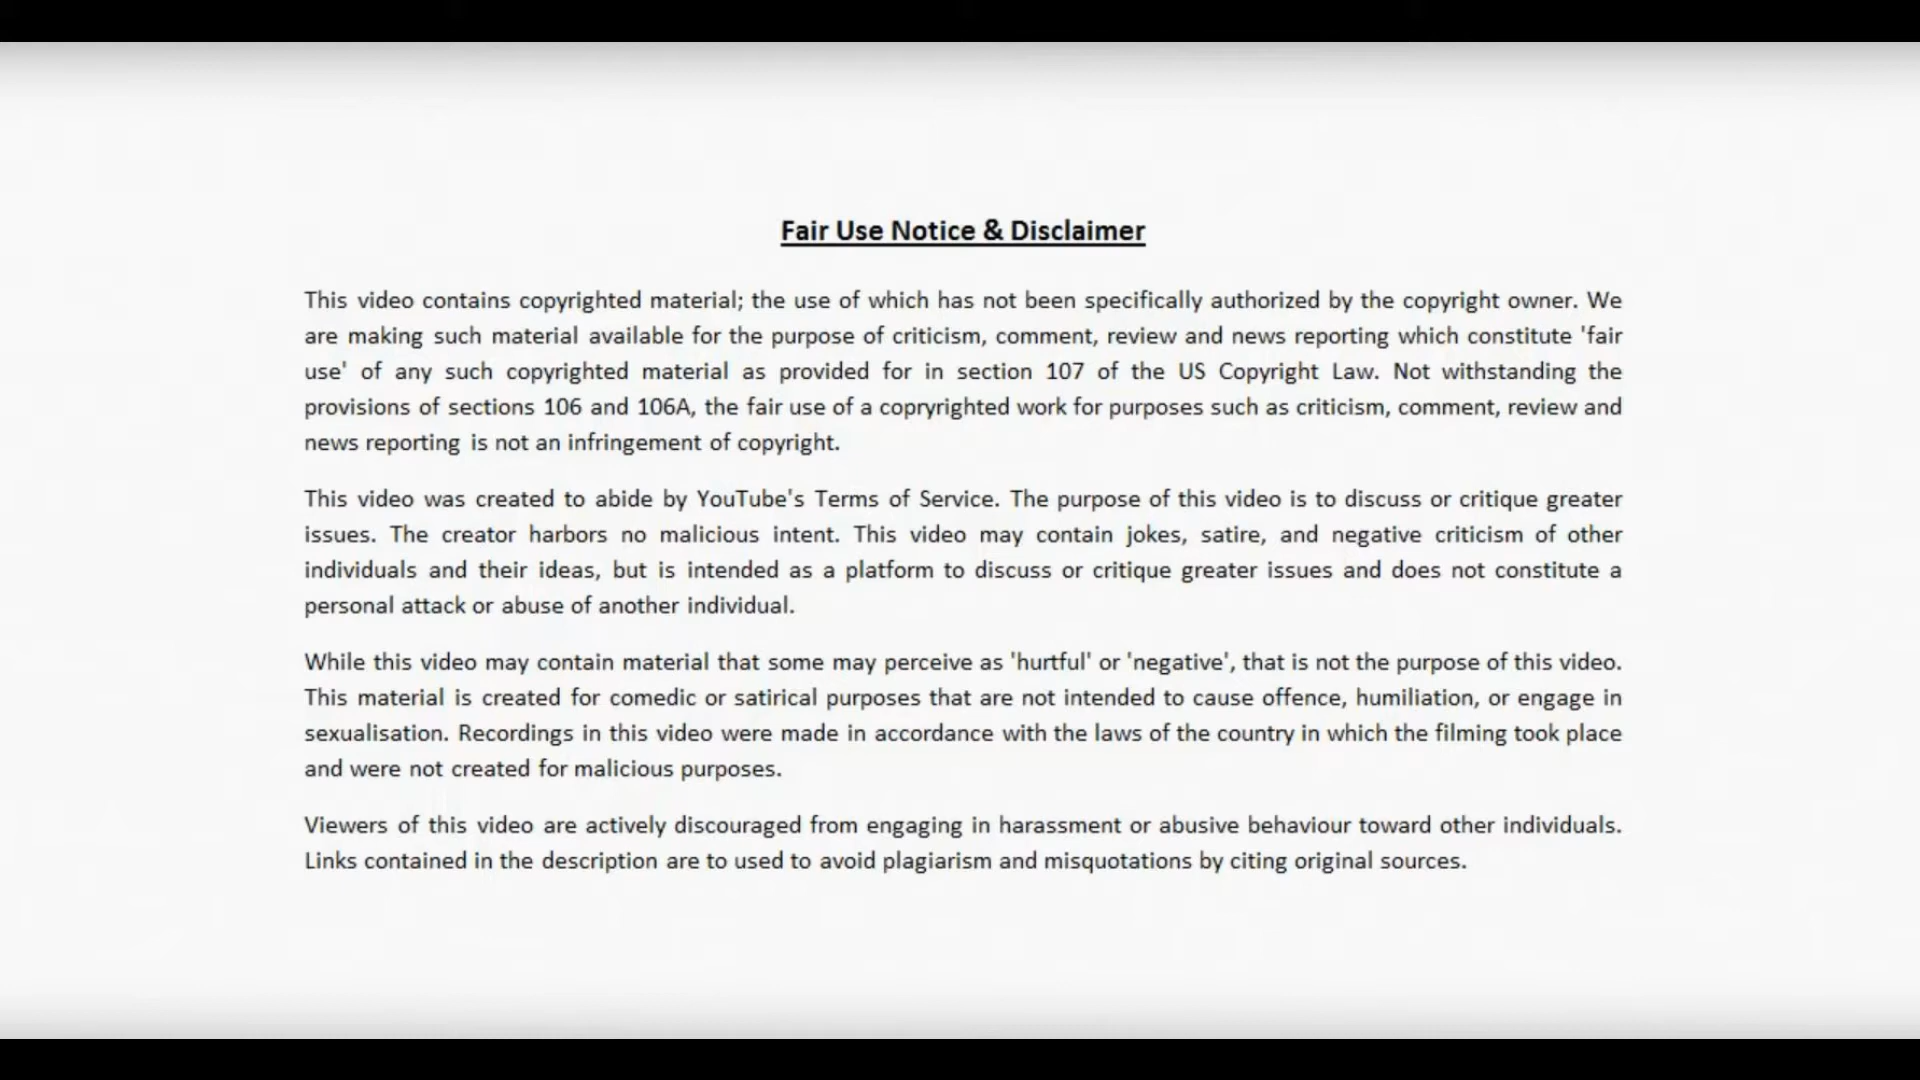 Fair Use Notice & Disclaimer
This video contains copyrighted material; the use of which has not been specifically authorized by the copyright owner. We
are making such material available for the purpose of criticism, comment, review and news reporting which constitute 'fair
use' of any such copyrighted material as provided for in section 107 of the US Copyright Law. Not withstanding the
provisions of sections 106 and 106A, the fair use of a copryrighted work for purposes such as criticism, comment, review and
news reporting is not an infringement of copyright.
This video was created to abide by YouTube's Terms of Service. The purpose of this video is to discuss or critique greater
issues. The creator harbors no malicious intent. This video may contain jokes, satire, and negative criticism of other
individuals and their ideas, but is intended as a platform to discuss or critique greater issues and does not constitute a
personal attack or abuse of another individual.
While this video may contain material that some may perceive as 'hurtful' or 'negative', that is not the purpose of this video.
This material is created for comedic or satirical purposes that are not intended to cause offence, humiliation, or engage in
sexualisation. Recordings in this video were made in accordance with the laws of the country in which the filming took place
and were not created for malicious purposes.
Viewers of this video are actively discouraged from engaging in harassment or abusive behaviour toward other individuals.
Links contained in the description are to used to avoid plagiarism and misquotations by citing original sources.